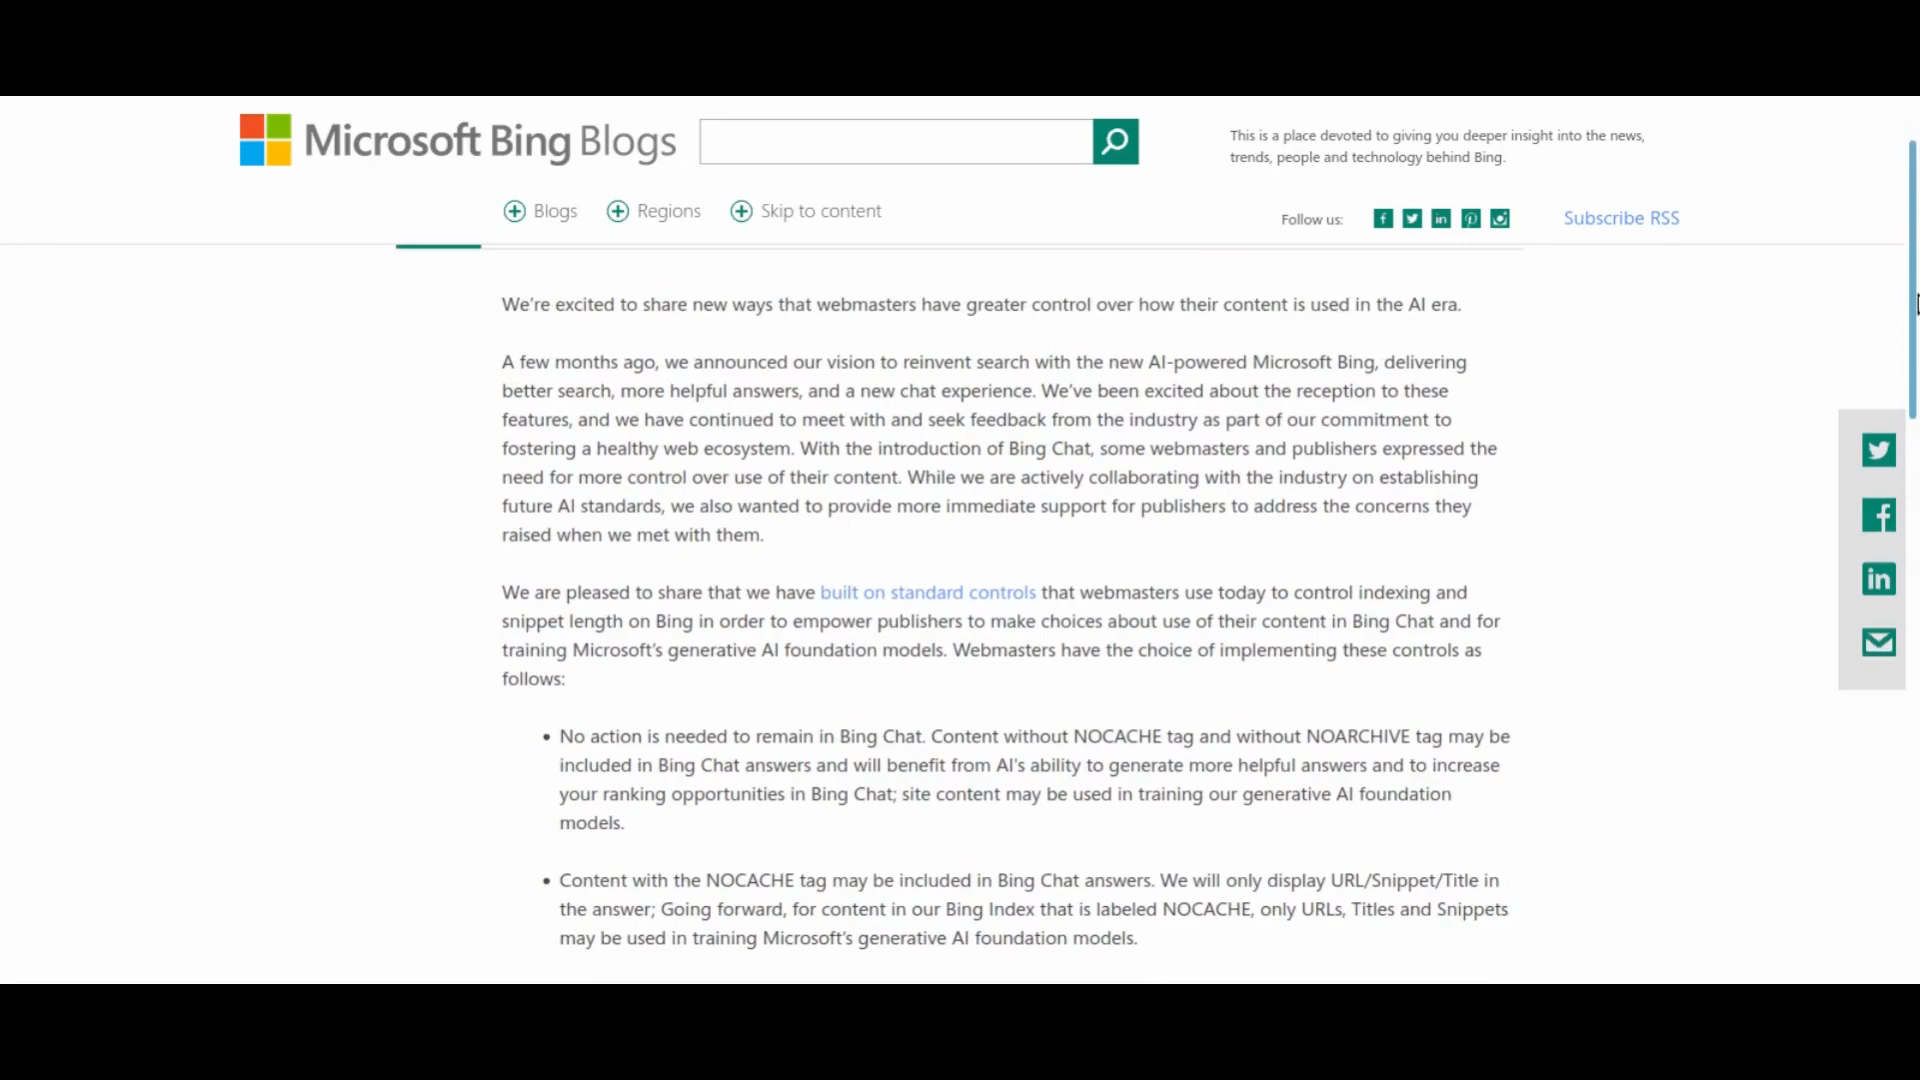 Microsoft Bing Blogs
This is a place devoted to giving you deeper insight into the news,
trends, people and technology behind Bing.
Blogs
Regions
Skip to content
Follow us:
Subscribe RSS
We're excited to share new ways that webmasters have greater control over how their content is used in the AI era.
A few months ago, we announced our vision to reinvent search with the new AI-powered Microsoft Bing, delivering
better search, more helpful answers, and a new chat experience. We've been excited about the reception to these
features, and we have continued to meet with and seek feedback from the industry as part of our commitment to
fostering a healthy web ecosystem. With the introduction of Bing Chat, some webmasters and publishers expressed the
need for more control over use of their content. While we are actively collaborating with the industry on establishing
future AI standards, we also wanted to provide more immediate support for publishers to address the concerns they
raised when we met with them.
We are pleased to share that we have built on standard controls that webmasters use today to control indexing and
snippet length on Bing in order to empower publishers to make choices about use of their content in Bing Chat and for
training Microsoft's generative AI foundation models. Webmasters have the choice of implementing these controls as
follows:
• No action is needed to remain in Bing Chat. Content without NOCACHE tag and without NOARCHIVE tag may be
included in Bing Chat answers and will benefit from AI's ability to generate more helpful answers and to increase
your ranking opportunities in Bing Chat; site content may be used in training our generative AI foundation
models.
• Content with the NOCACHE tag may be included in Bing Chat answers. We will only display URL/Snippet/Title in
the answer; Going forward, for content in our Bing Index that is labeled NOCACHE, only URLs, Titles and Snippets
may be used in training Microsoft's generative AI foundation models.